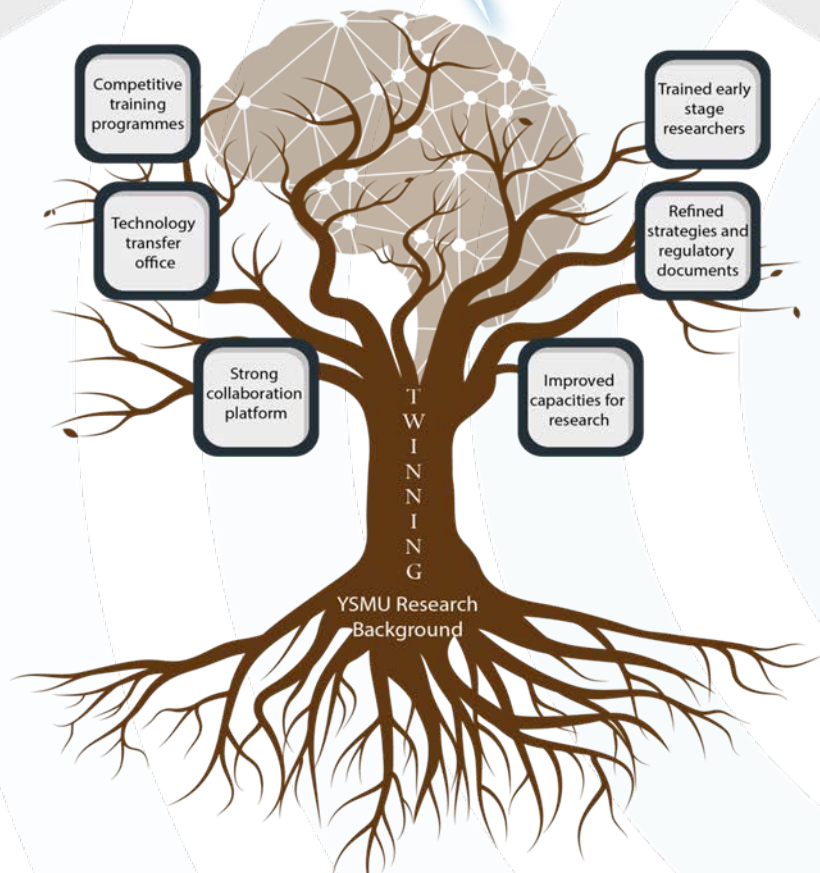 Competitive
training
programmes
Trained early
stage
researchers
Technology
transfer
office
Refined
strategies and
regulatory
documents
Strong
collaboration
platform
Improved
capacities for
research
TWINNING
YSMU Research
Background